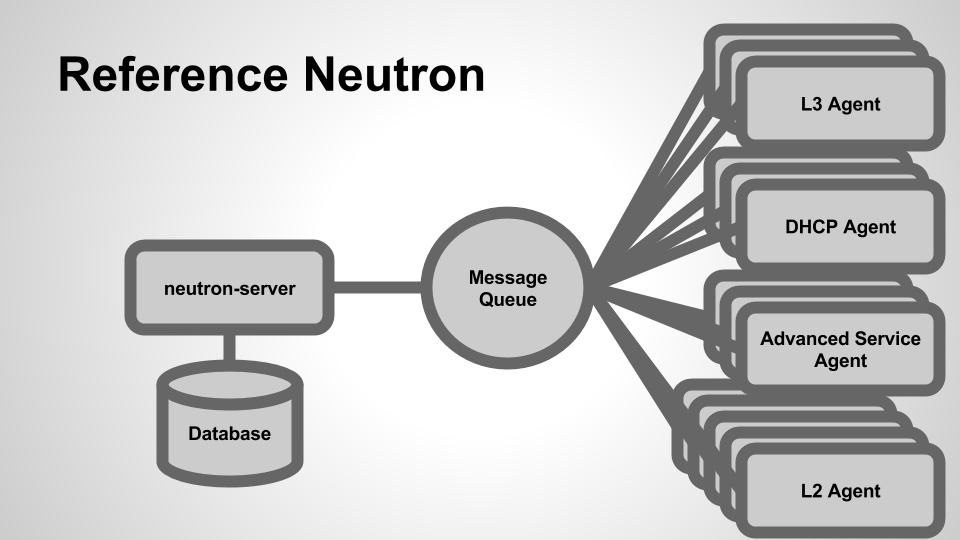 Reference Neutron
L3 Agent
DHCP Agent
Message
Queue
neutron-server
Advanced Service
Agent
Database
L2 Agent